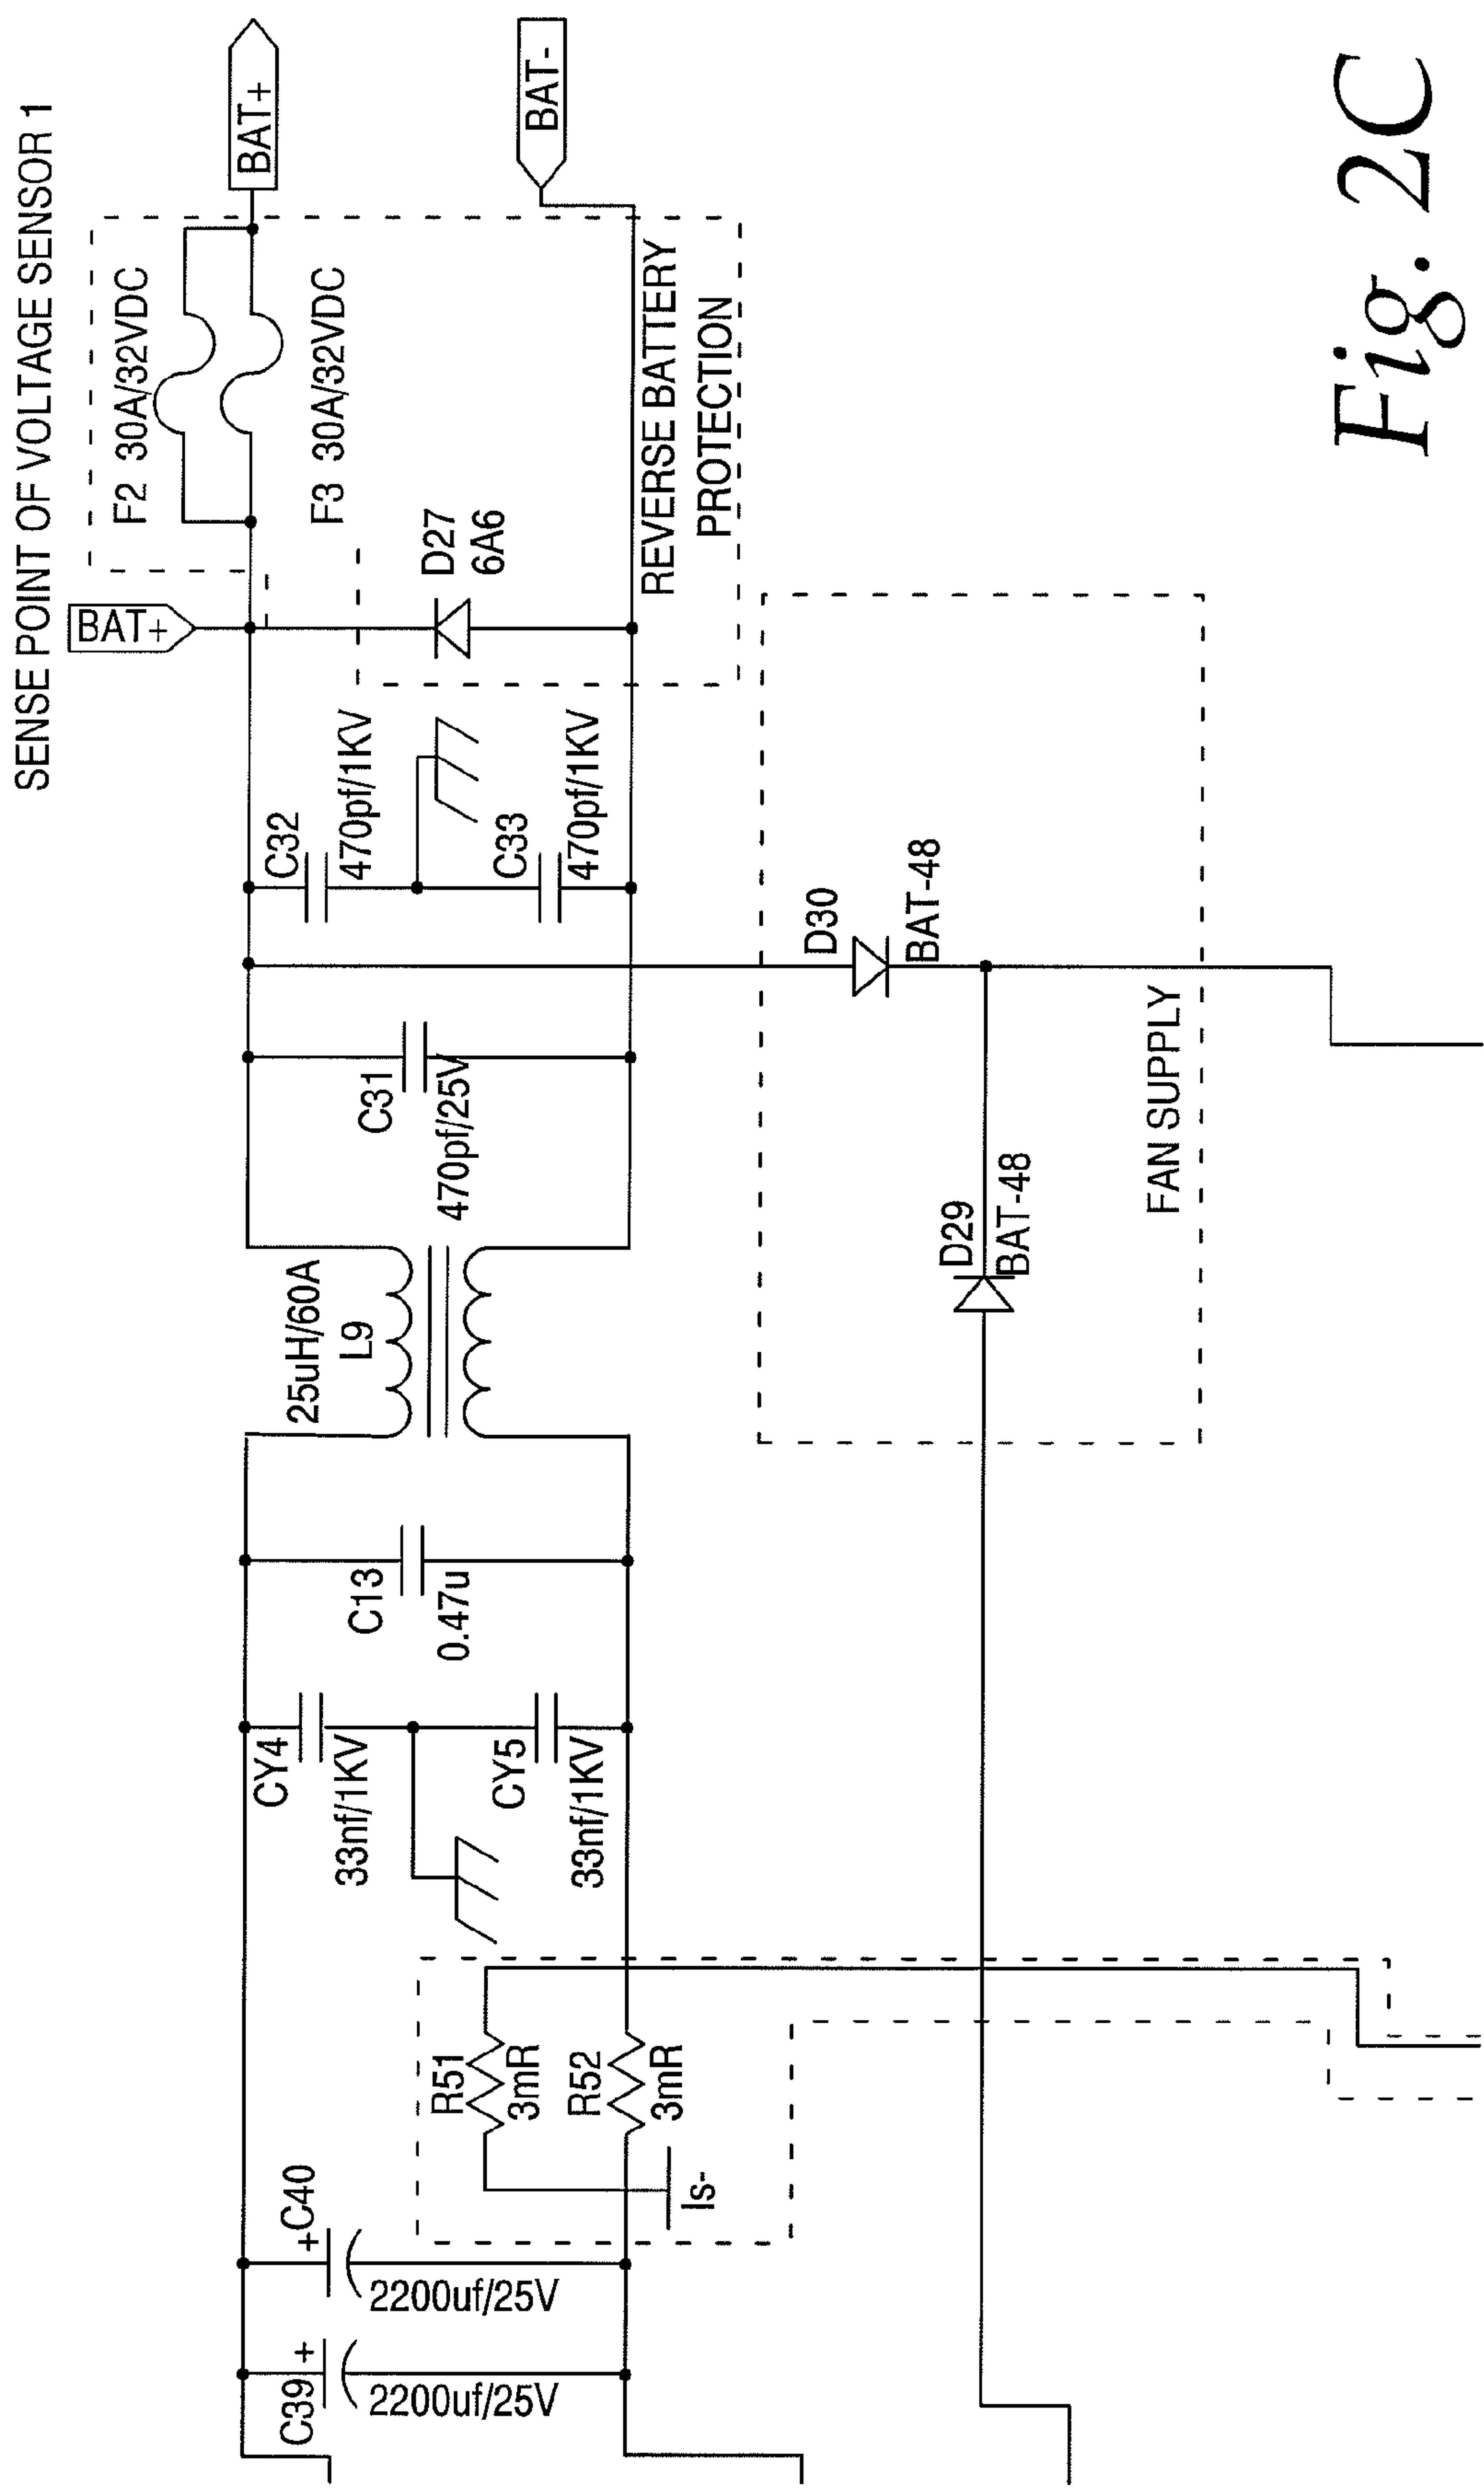 SENSE POINT OF VOLTAGE SENSOR 1
BAT+
BAT+
BAT-
F2 30A/32VDC
F3 30A/32VDC
D27
6A6
REVERSE BATTERY
PROTECTION
C32
470pf/1KV
C33
470pf/1KV
C31
470pf/25V
25uH/60A
L9
C13
0.47u
CY4
33nf/1KV
CY5
33nf/1KV
R51
3mR
R52
3mR
Is-
+
C40
2200uf/25V
+
C39
2200uf/25V
D30
BAT-48
D29
BAT-48
FAN SUPPLY
Fig. 2C